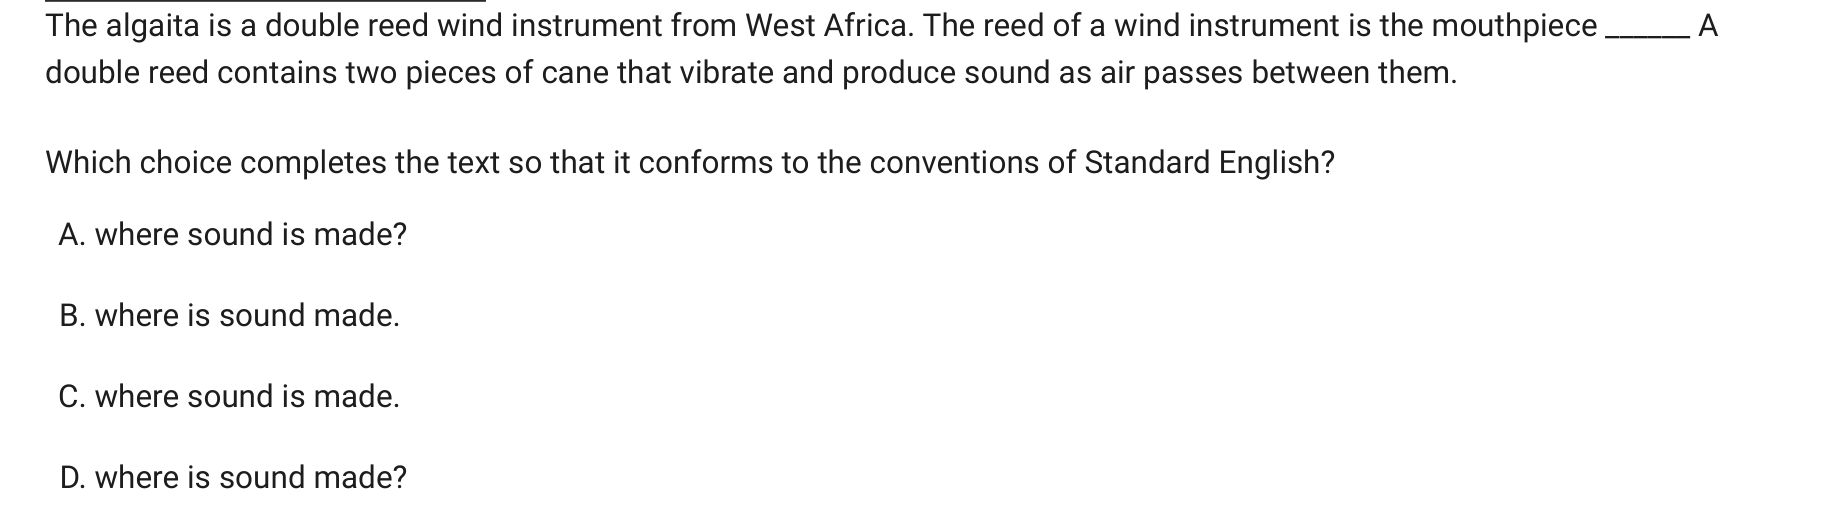 The algaita is a double reed wind instrument from West Africa. The reed of a wind instrument is the mouthpiece ______ A
double reed contains two pieces of cane that vibrate and produce sound as air passes between them.
Which choice completes the text so that it conforms to the conventions of Standard English?
A. where sound is made?
B. where is sound made.
C. where sound is made.
D. where is sound made?